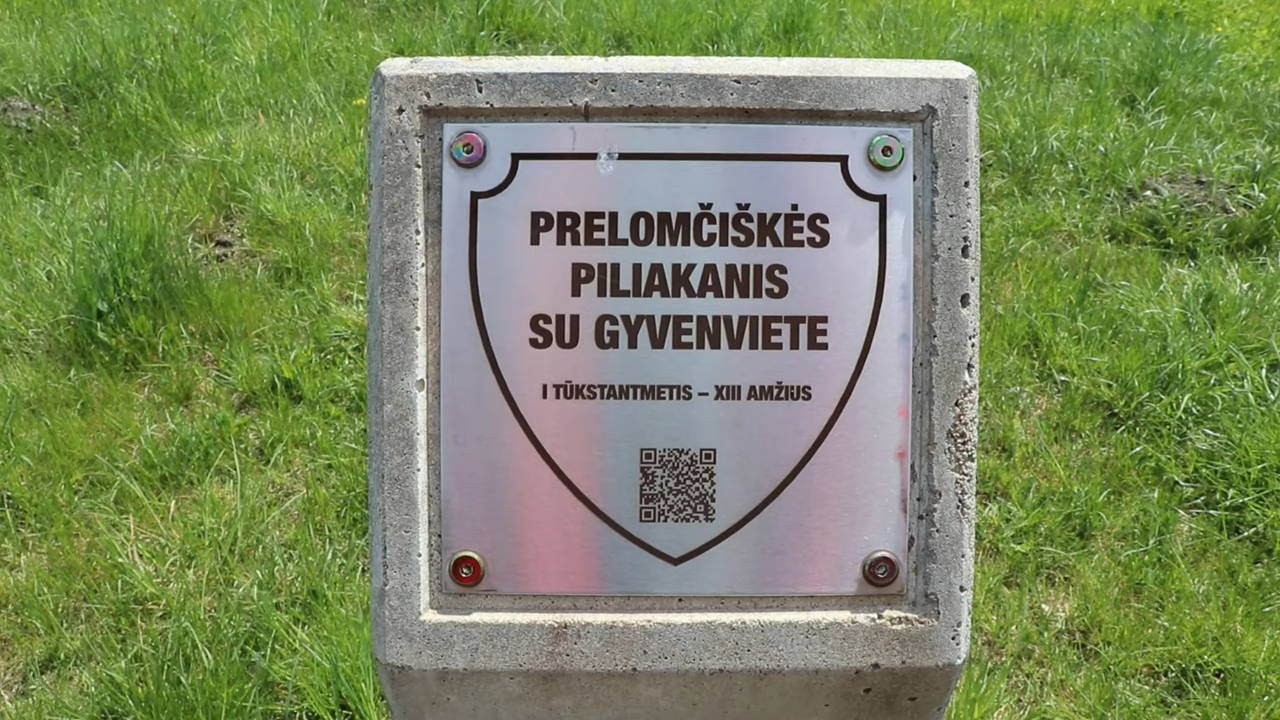 PRELOMČIŠKĖS
PILIAKANIS
SU GYVENVIETE
I TŪKSTANTMETIS – XIII AMŽIUS